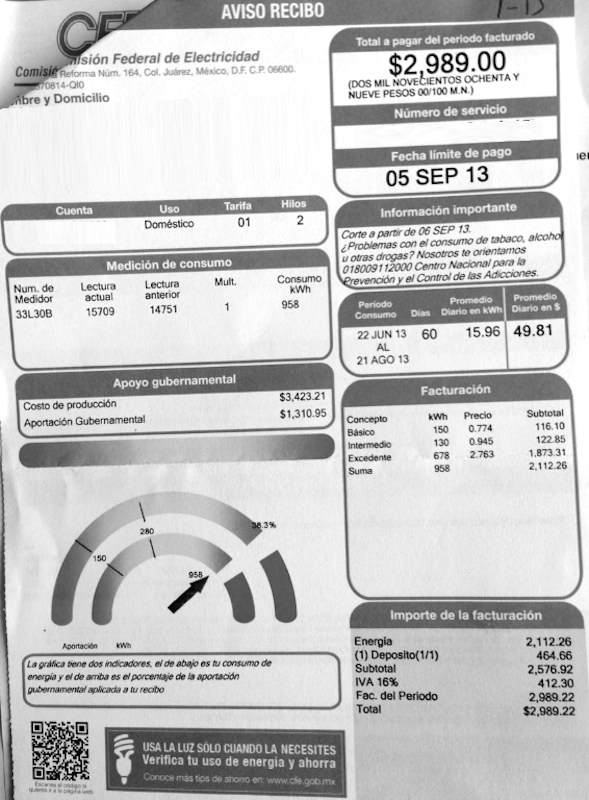 AVISO RECIBO
CFE
Comisión Federal de Electricidad
Reforma Núm. 164, Col. Juárez, México, D.F. C.P. 06600.
370814-QI0
mbre y Domicilio
Total a pagar del periodo facturado
$2,989.00
(DOS MIL NOVECIENTOS OCHENTA Y
NUEVE PESOS 00/100 M.N.)
Número de servicio
Fecha límite de pago
05 SEP 13
Cuenta Uso Tarifa Hilos
Doméstico 01 2
Información importante
Corte a partir de 06 SEP 13.
¿Problemas con el consumo de tabaco, alcohol
u otras drogas? Nosotros te orientamos
018009112000 Centro Nacional para la
Prevención y el Control de las Adicciones.
Medición de consumo
Num. de Medidor Lectura actual Lectura anterior Mult. Consumo kWh
33L30B 15709 14751 1 958
Periodo Consumo Días Promedio Diario en kWh Promedio Diario en $
22 JUN 13 AL 21 AGO 13 60 15.96 49.81
Apoyo gubernamental
Costo de producción $3,423.21
Aportación Gubernamental $1,310.95
Facturación
Concepto kWh Precio Subtotal
Básico 150 0.774 116.10
Intermedio 130 0.945 122.85
Excedente 678 2.763 1,873.31
Suma 958 2,112.26
38.3%
280
150
958
Aportación kWh
La gráfica tiene dos indicadores, el de abajo es tu consumo de
energía y el de arriba es el porcentaje de la aportación
gubernamental aplicada a tu recibo
Importe de la facturación
Energía 2,112.26
(1) Deposito(1/1) 464.66
Subtotal 2,576.92
IVA 16% 412.30
Fac. del Periodo 2,989.22
Total $2,989.22
Escanea el código si
quieres ir a la página web
USA LA LUZ SÓLO CUANDO LA NECESITES
Verifica tu uso de energía y ahorra
Conoce más tips de ahorro en: www.cfe.gob.mx